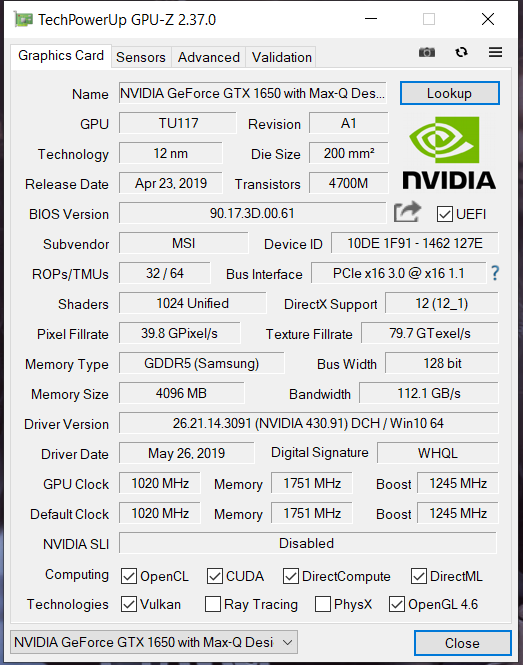 TechPowerUp GPU-Z 2.37.0
Graphics Card Sensors Advanced Validation
Name NVIDIA GeForce GTX 1650 with Max-Q Des... Lookup
GPU TU117 Revision A1
Technology 12 nm Die Size 200 mm²
Release Date Apr 23, 2019 Transistors 4700M
NVIDIA
BIOS Version 90.17.3D.00.61 UEFI
Subvendor MSI Device ID 10DE 1F91 - 1462 127E
ROPs/TMUs 32 / 64 Bus Interface PCIe x16 3.0 @ x16 1.1 ?
Shaders 1024 Unified DirectX Support 12 (12_1)
Pixel Fillrate 39.8 GPixel/s Texture Fillrate 79.7 GTexel/s
Memory Type GDDR5 (Samsung) Bus Width 128 bit
Memory Size 4096 MB Bandwidth 112.1 GB/s
Driver Version 26.21.14.3091 (NVIDIA 430.91) DCH / Win10 64
Driver Date May 26, 2019 Digital Signature WHQL
GPU Clock 1020 MHz Memory 1751 MHz Boost 1245 MHz
Default Clock 1020 MHz Memory 1751 MHz Boost 1245 MHz
NVIDIA SLI Disabled
Computing OpenCL CUDA DirectCompute DirectML
Technologies Vulkan Ray Tracing PhysX OpenGL 4.6
NVIDIA GeForce GTX 1650 with Max-Q Desi Close